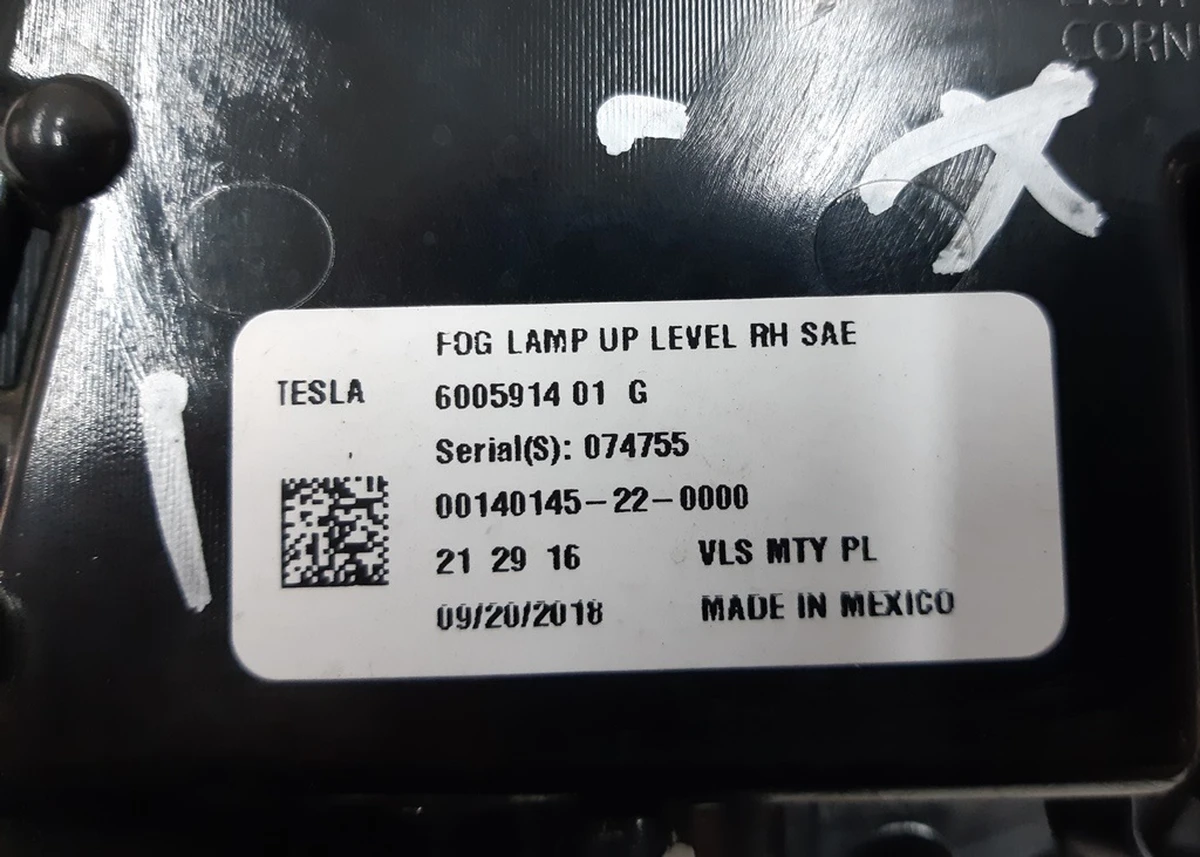 CORN
FOG LAMP UP LEVEL RH SAE
TESLA 6005914 01 G
Serial(S): 074755
00140145-22-0000
21 29 16 VLS MTY PL
09/20/2018 MADE IN MEXICO